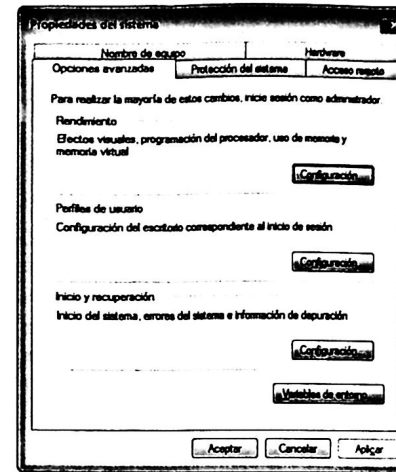 Propiedades del sistema
Nombre de equipo
Hardware
Opciones avanzadas
Protección del sistema
Acceso remoto
Para realizar la mayoría de estos cambios, inicie sesión como administrador.
Rendimiento
Efectos visuales, programación del procesador, uso de memoria y
memoria virtual
Configuración...
Perfiles de usuario
Configuración del escritorio correspondiente al inicio de sesión
Configuración...
Inicio y recuperación
Inicio del sistema, errores del sistema e información de depuración
Configuración...
Variables de entorno...
Aceptar
Cancelar
Aplicar